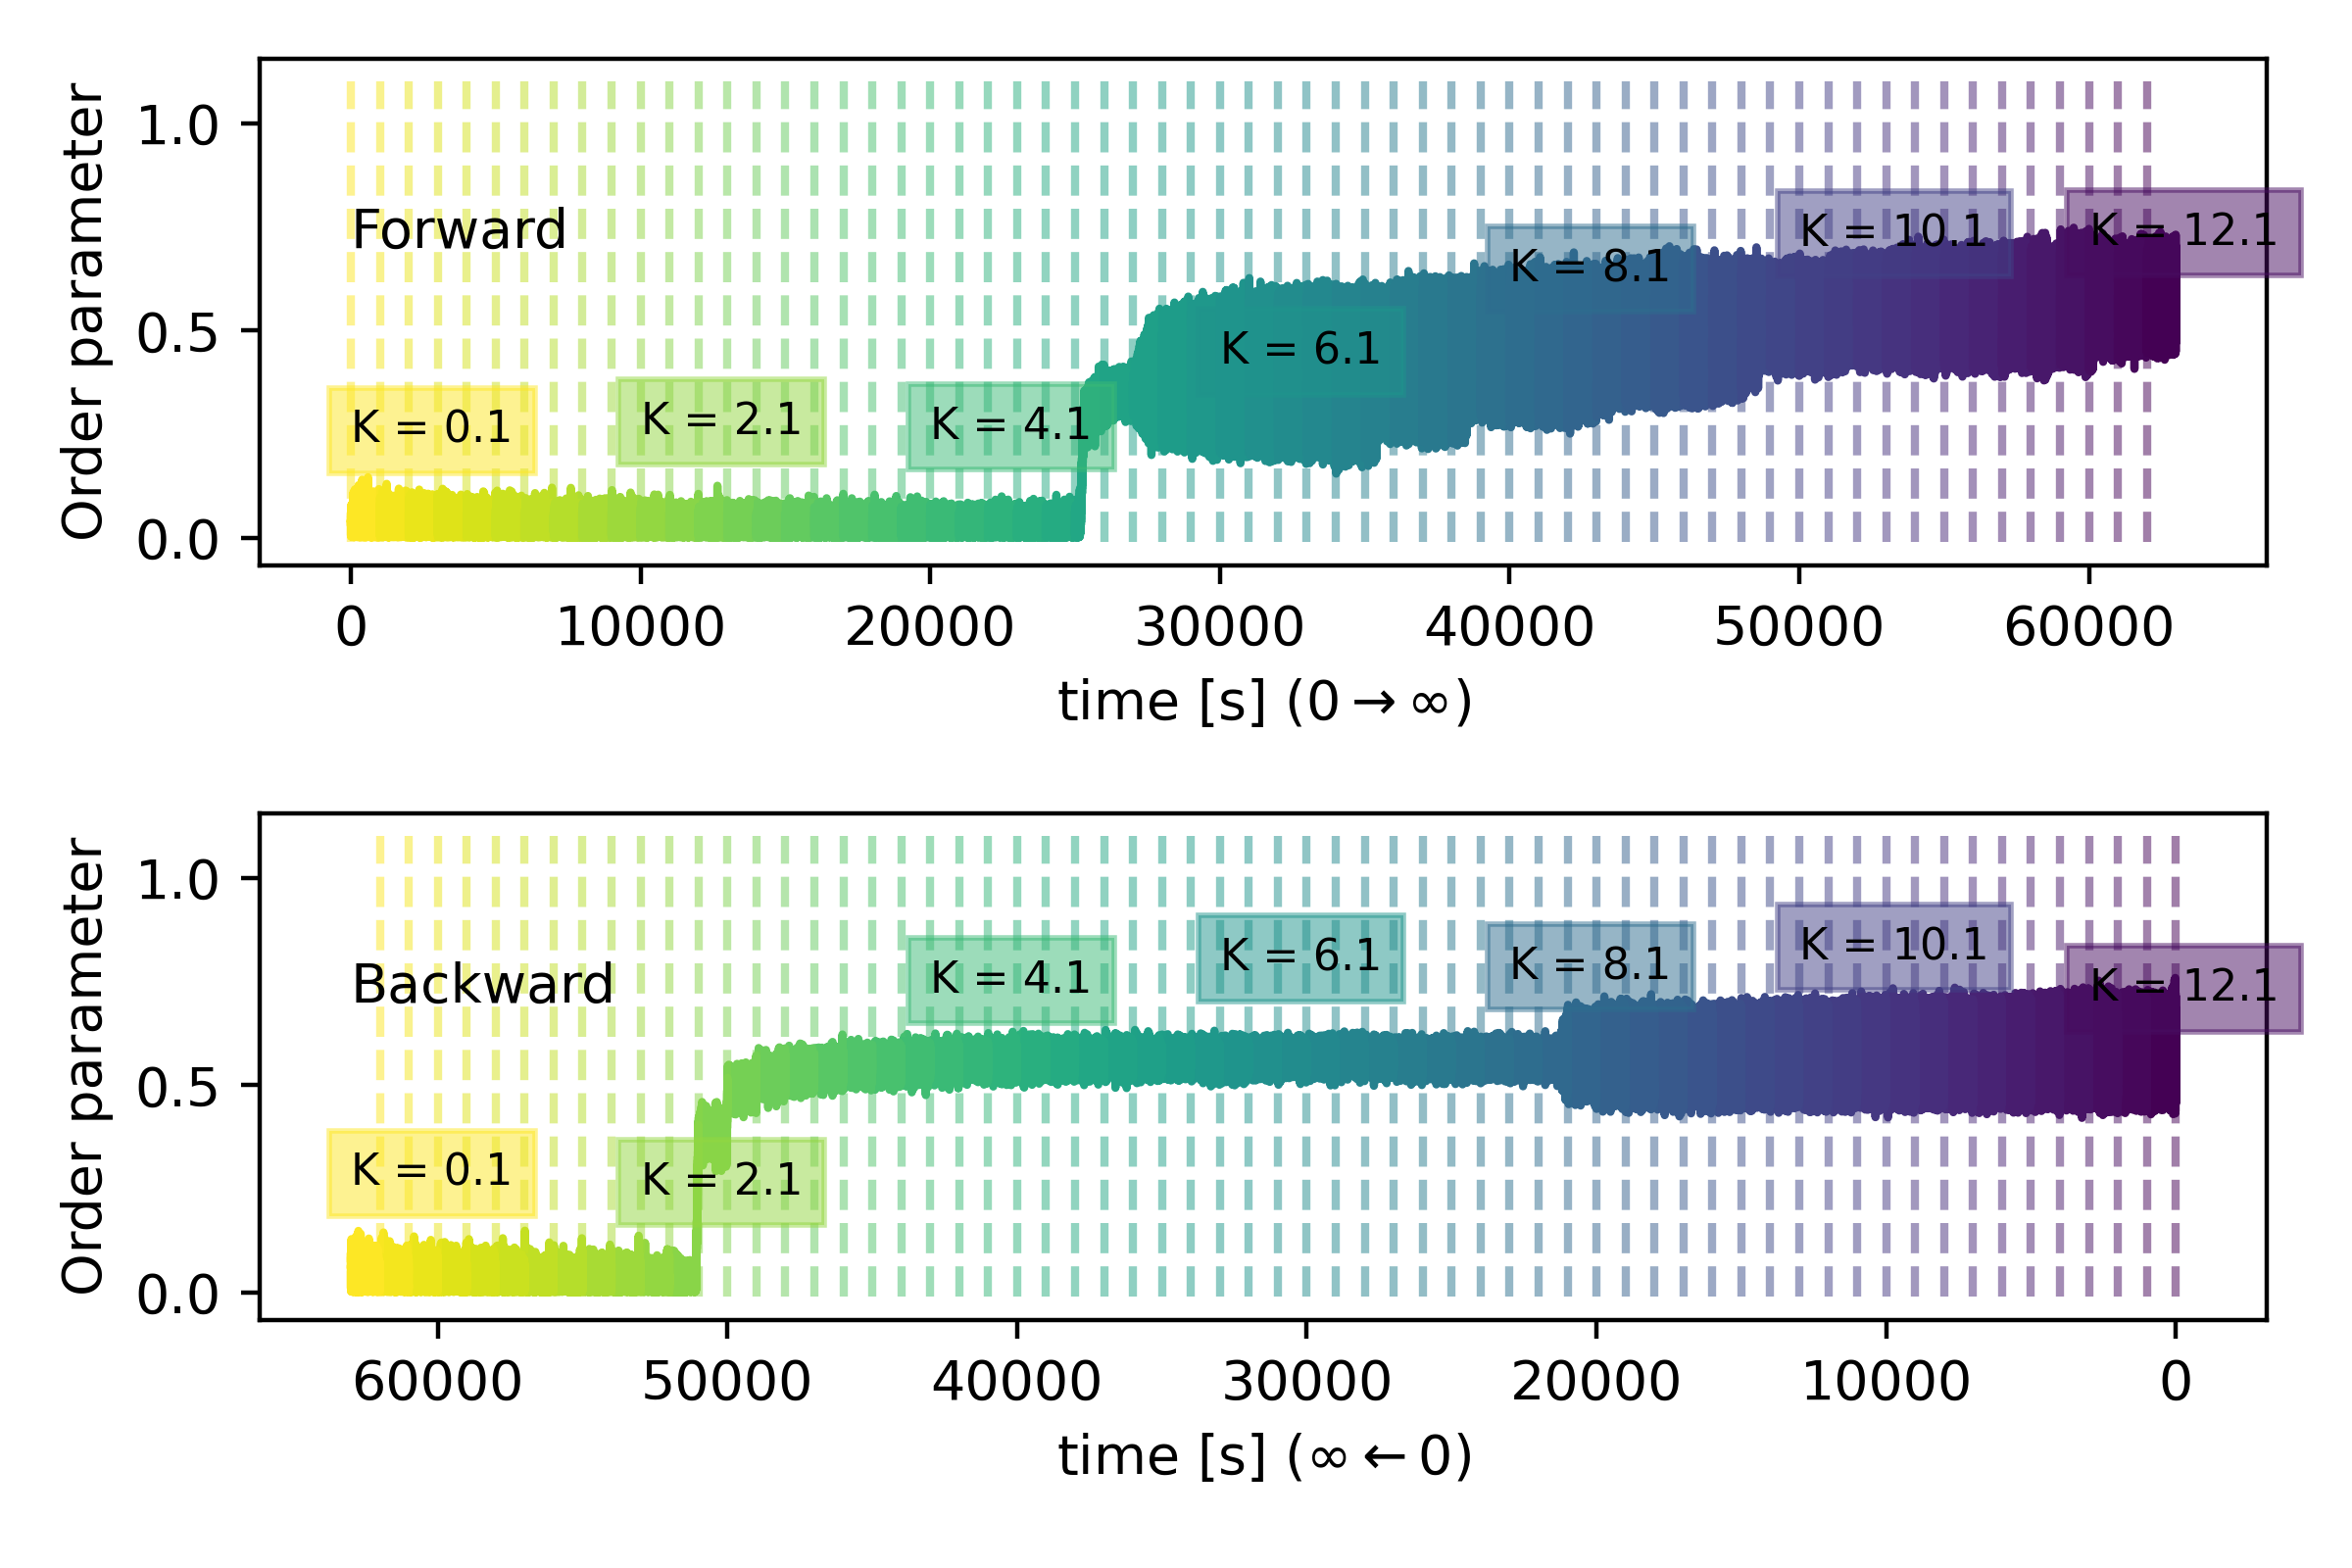 Order parameter
1.0
0.5
0.0
Forward
K = 0.1
K = 2.1
K = 4.1
K = 6.1
K = 8.1
K = 10.1
K = 12.1
0 10000 20000 30000 40000 50000 60000
time [s] (0→∞)
Order parameter
1.0
0.5
0.0
Backward
K = 0.1
K = 2.1
K = 4.1
K = 6.1
K = 8.1
K = 10.1
K = 12.1
60000 50000 40000 30000 20000 10000 0
time [s] (∞←0)